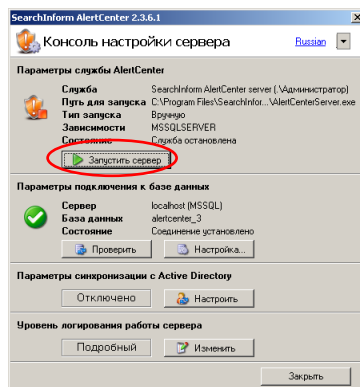 SearchInform AlertCenter 2.3.6.1
Консоль настройки сервера
Russian
Параметры службы AlertCenter
Служба SearchInform AlertCenter server (.\Администратор)
Путь для запуска C:\Program Files\SearchInfor...\AlertCenterServer.exe
Тип запуска Вручную
Зависимости MSSQLSERVER
Состояние Служба остановлена
Запустить сервер
Параметры подключения к базе данных
Сервер localhost (MSSQL)
База данных alertcenter_3
Состояние Соединение установлено
Проверить Настройка...
Параметры синхронизации с Active Directory
Отключено Настроить
Уровень логирования работы сервера
Подробный Изменить
Закрыть